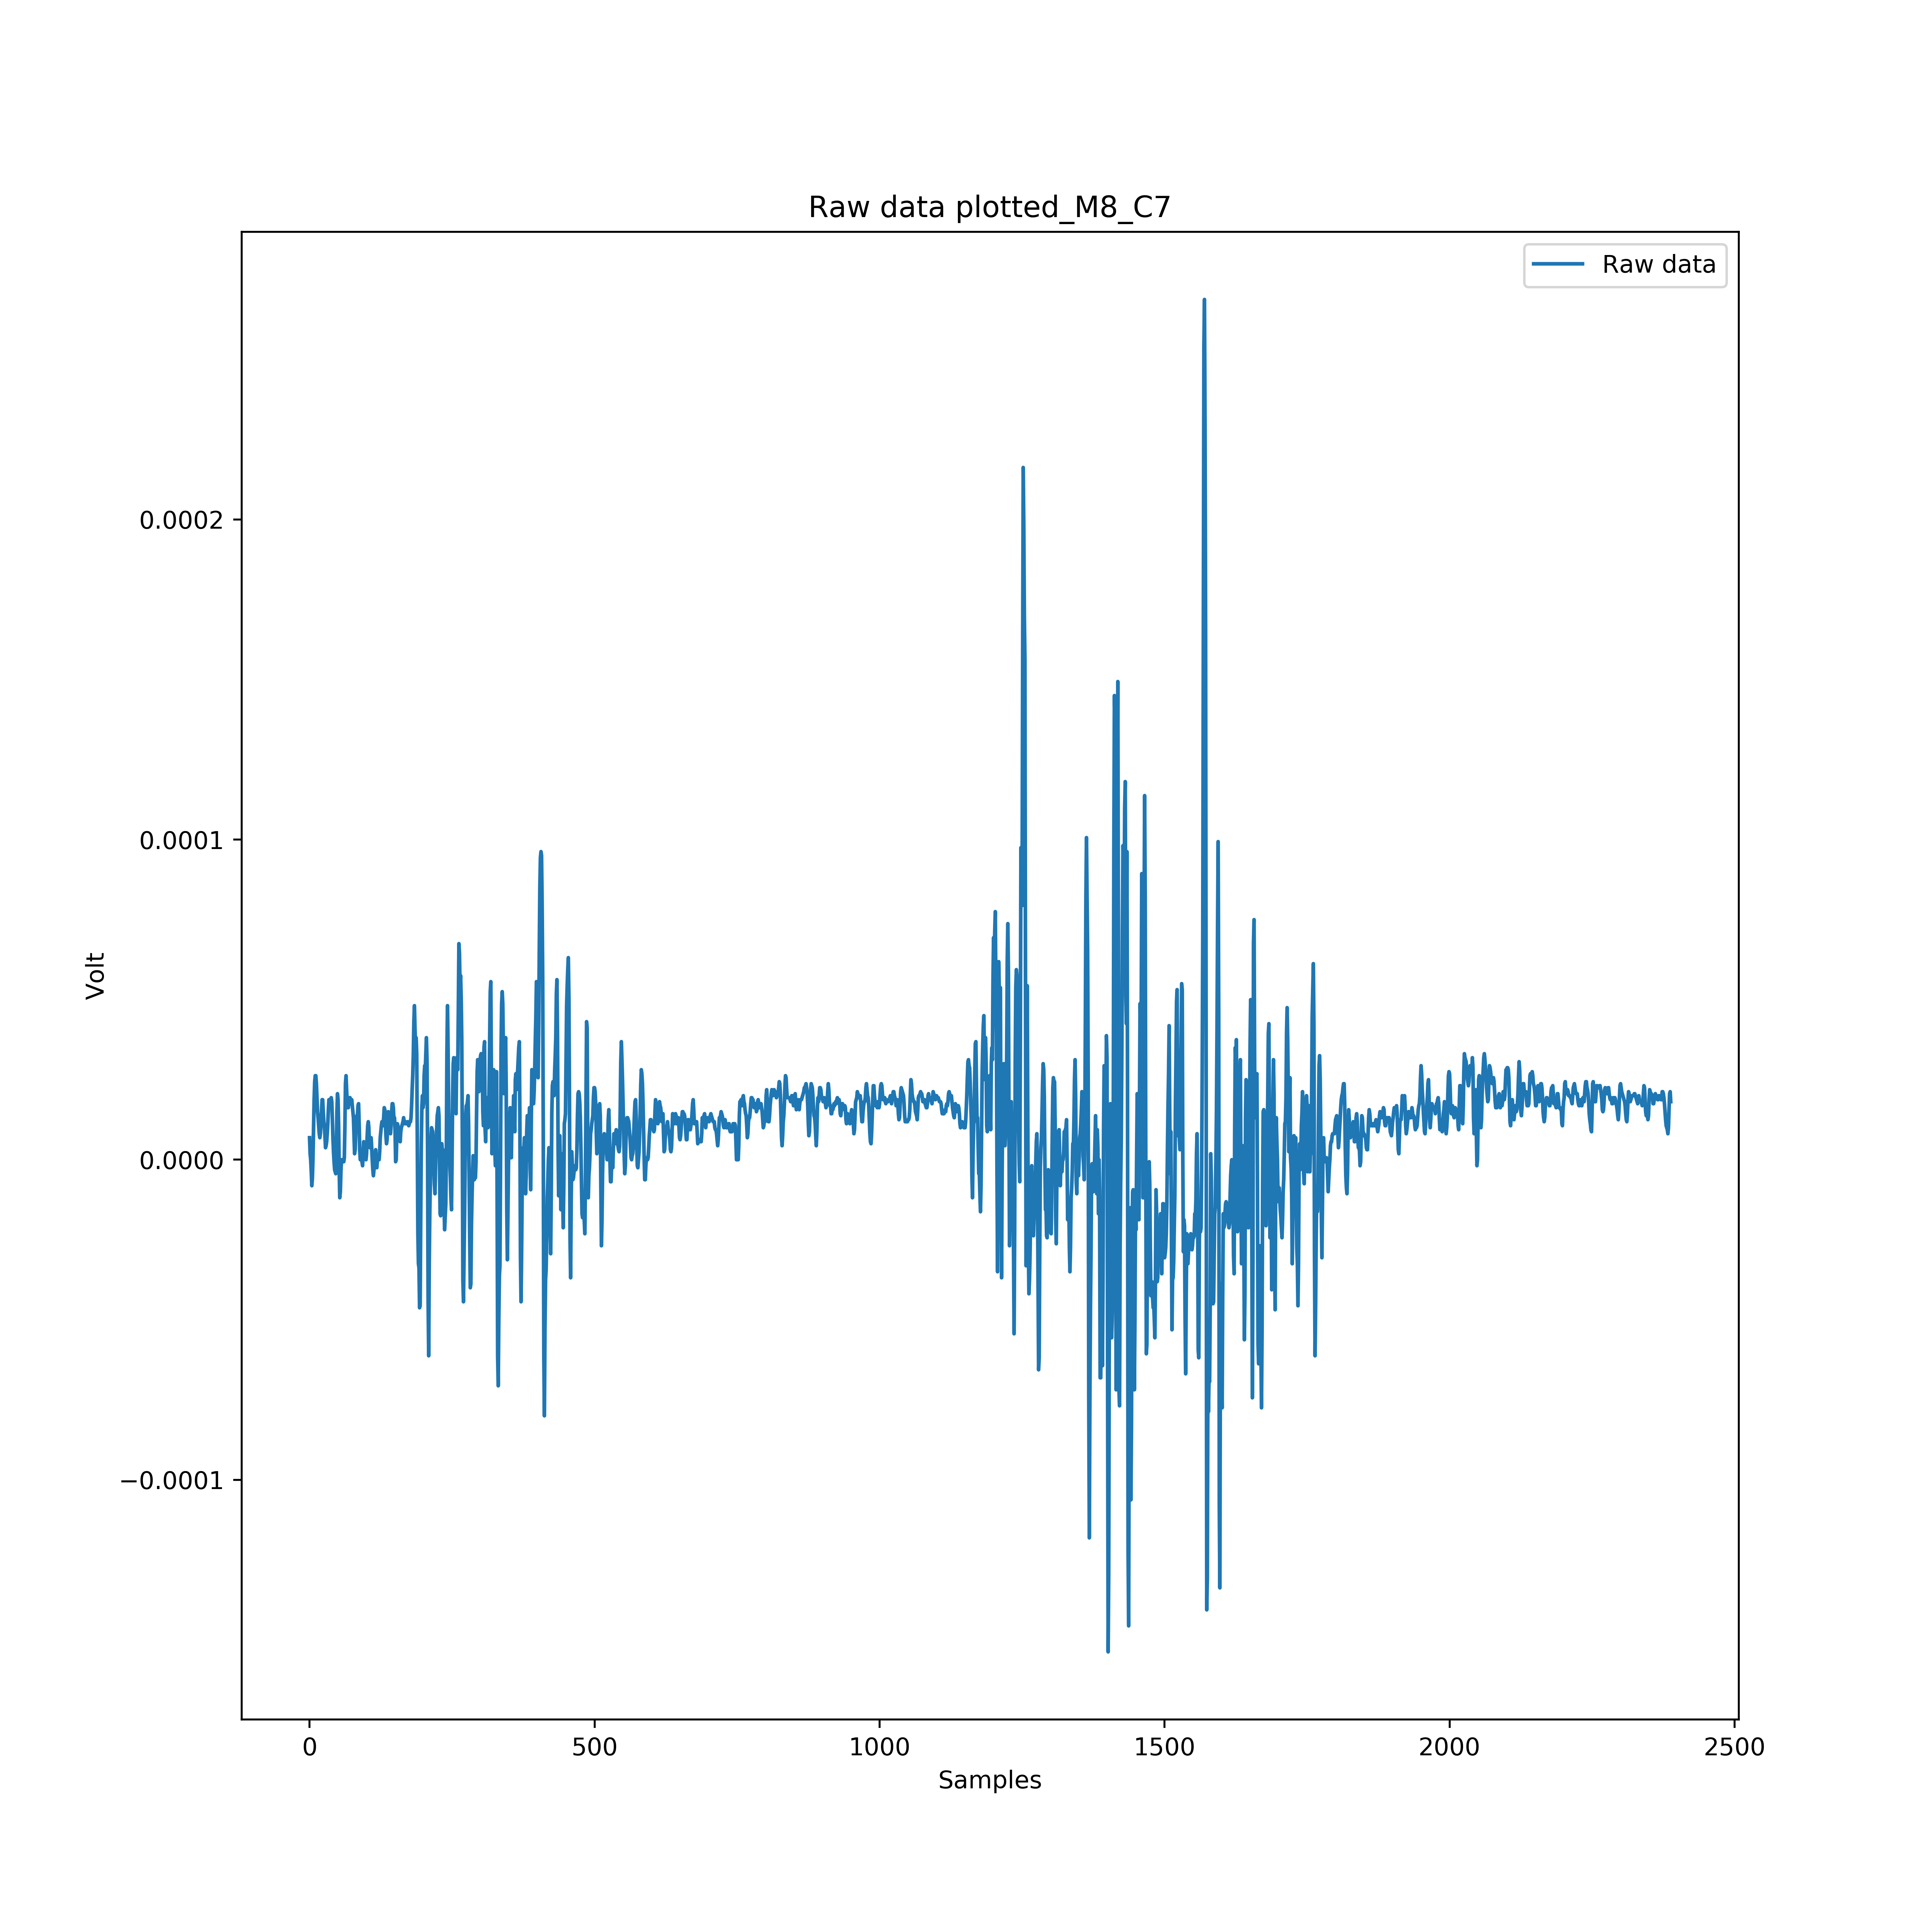 Raw data plotted_M8_C7
Raw data
0.0002
0.0001
0.0000
−0.0001
Volt
0 500 1000 1500 2000 2500
Samples